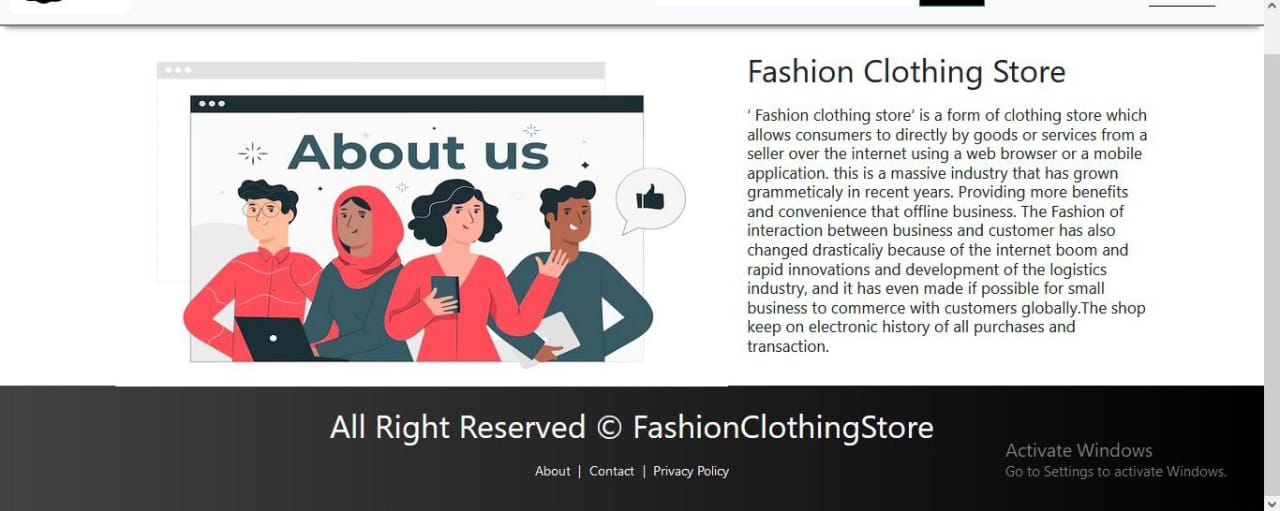 About us
Fashion Clothing Store
‘ Fashion clothing store’ is a form of clothing store which
allows consumers to directly by goods or services from a
seller over the internet using a web browser or a mobile
application. this is a massive industry that has grown
grammeticaly in recent years. Providing more benefits
and convenience that offline business. The Fashion of
interaction between business and customer has also
changed drastically because of the internet boom and
rapid innovations and development of the logistics
industry, and it has even made if possible for small
business to commerce with customers globally.The shop
keep on electronic history of all purchases and
transaction.
All Right Reserved © FashionClothingStore
About | Contact | Privacy Policy
Activate Windows
Go to Settings to activate Windows.